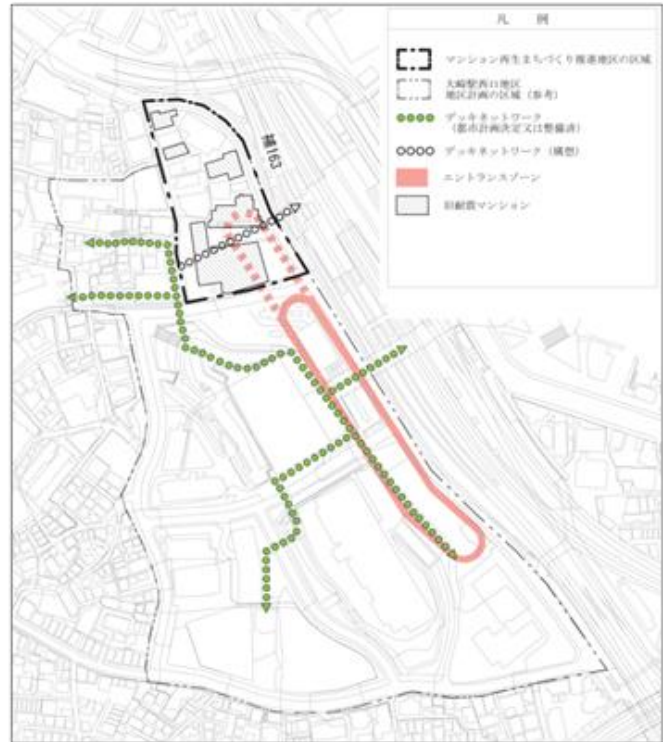 凡　例
マンション再生まちづくり推進地区の区域
大崎駅西口地区
地区計画の区域（参考）
デッキネットワーク
（都市計画決定又は整備済）
デッキネットワーク（構想）
エントランスゾーン
旧耐震マンション
補163